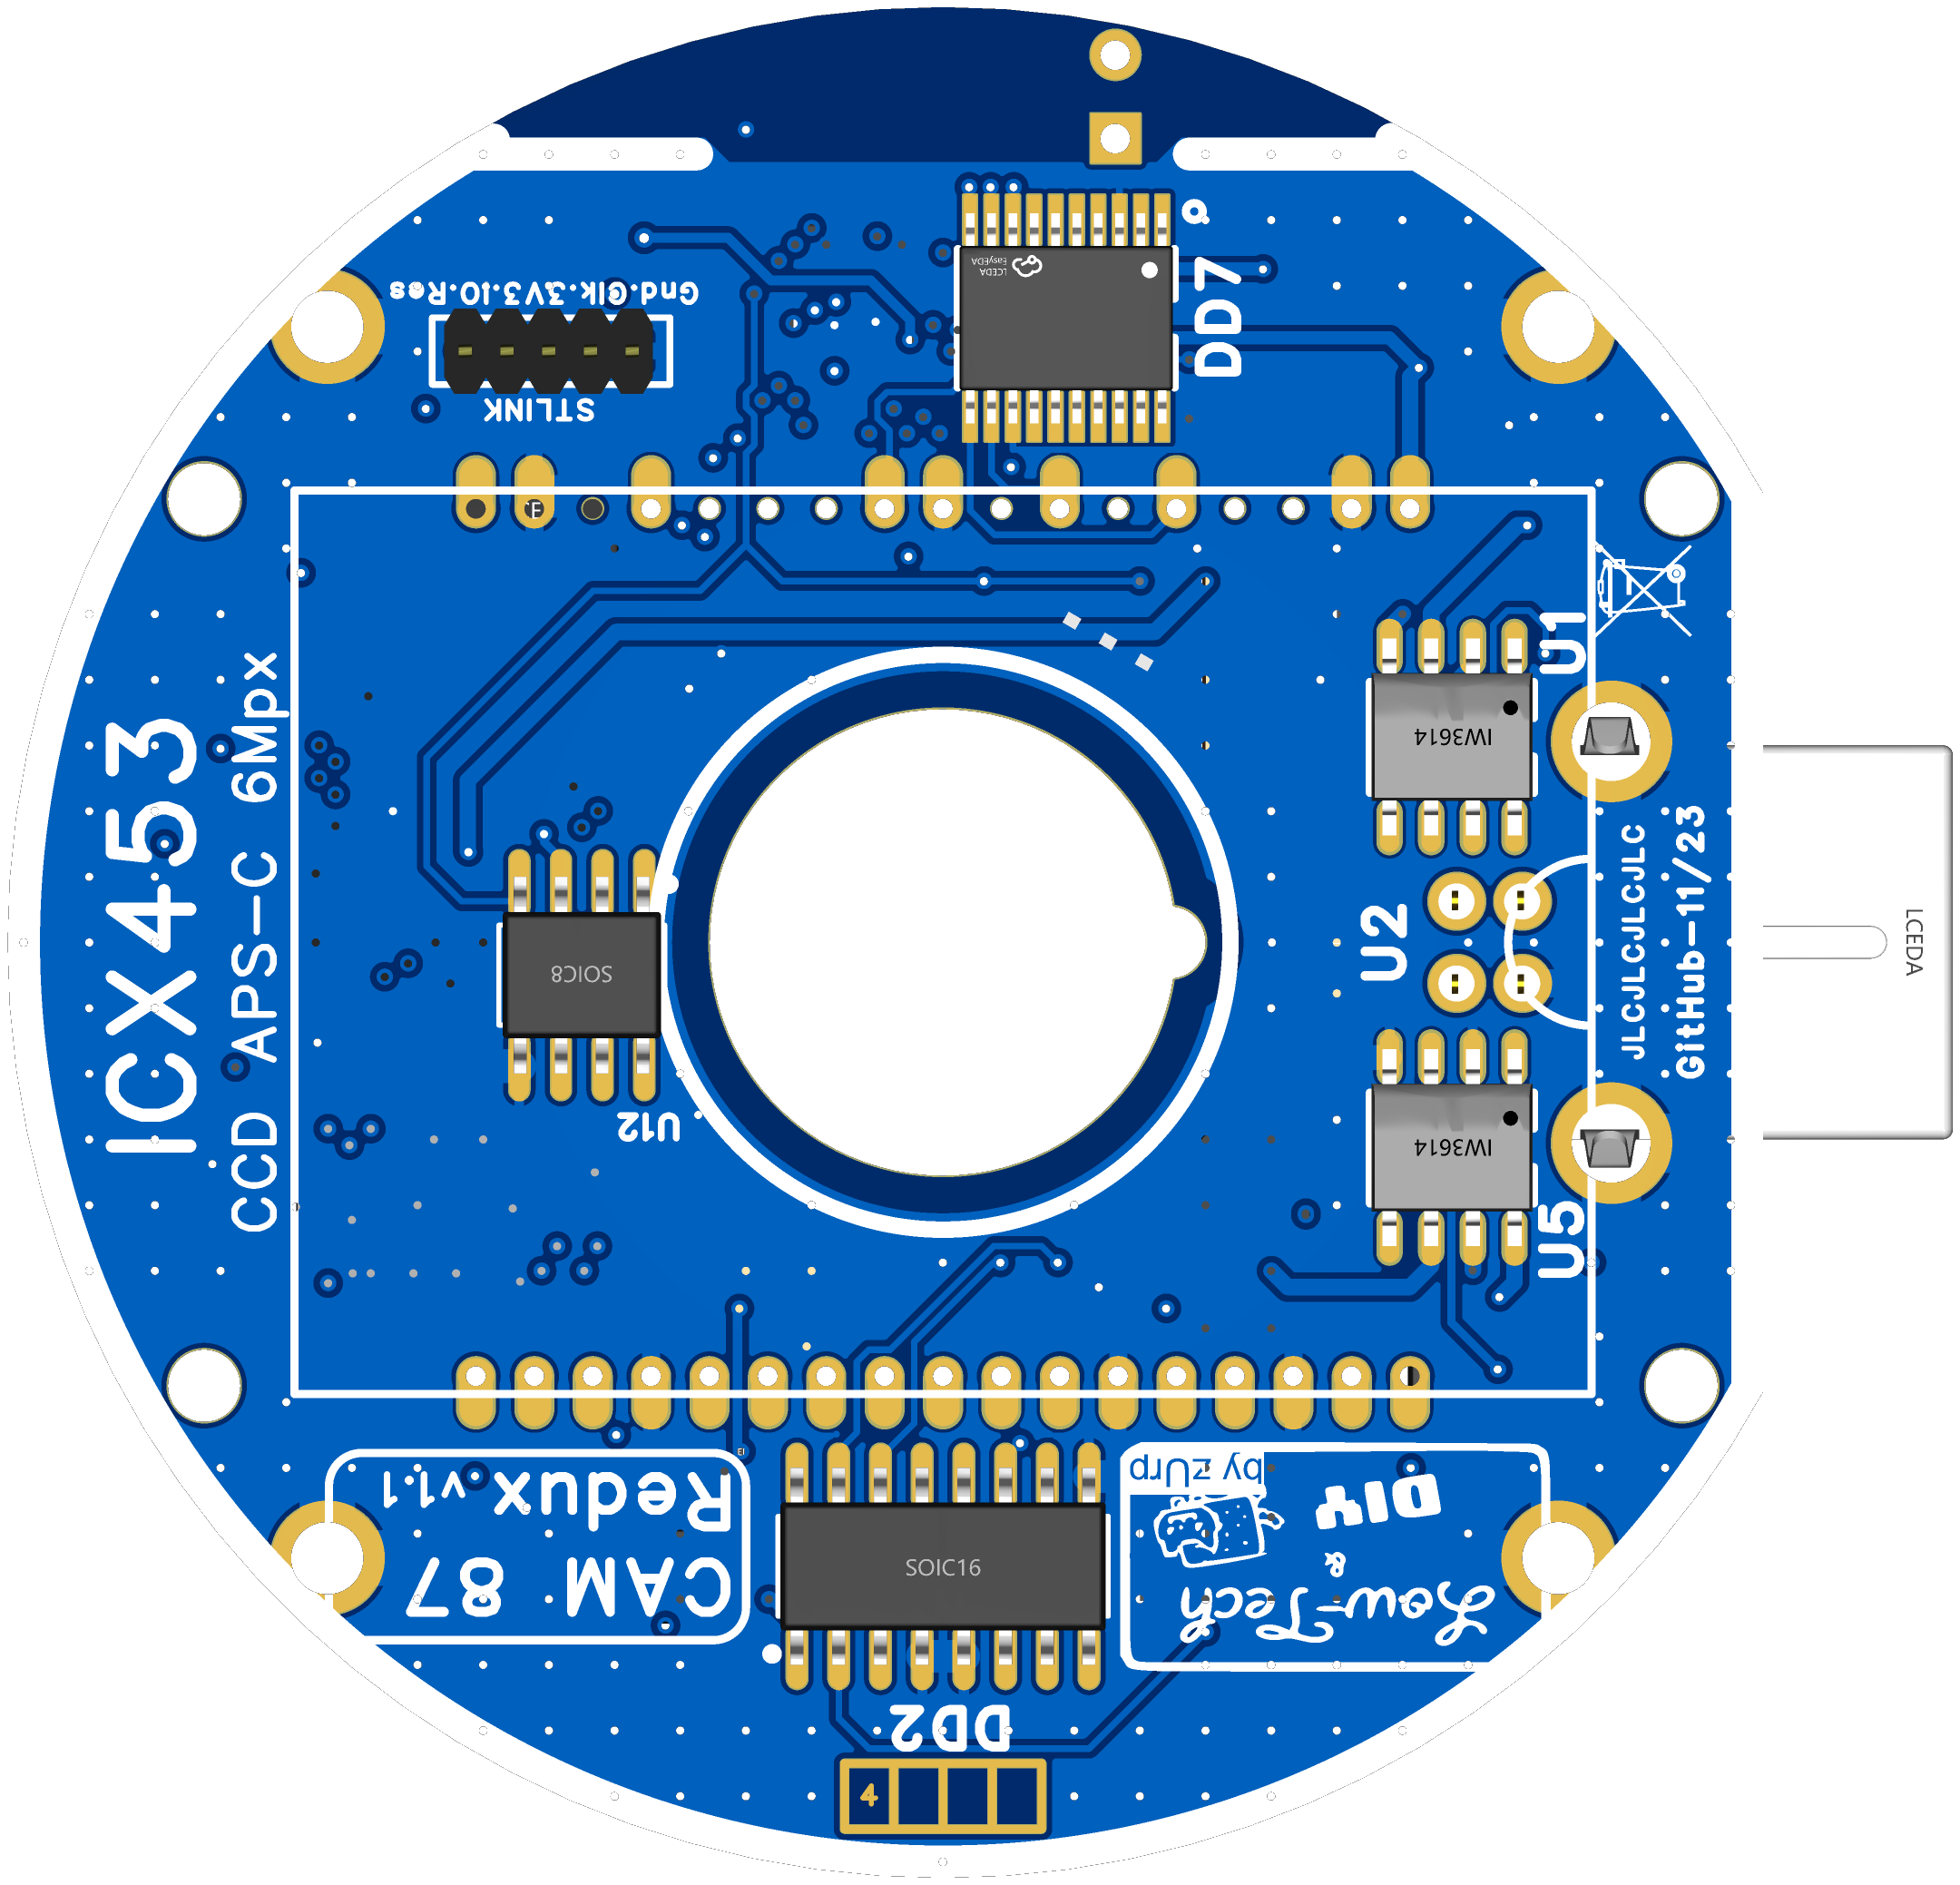 LCEDA
EasyEDA
DD7
Gnd.Clk.3V3.IO.Res
STLINK
E
U1
IW3614
ICX453
CCD APS-C 6Mpx
SOIC8
U12
U2
JLCJLCJLCJLC
GitHub-11/23
LCEDA
IW3614
U5
CAM 87
Redux v1.1
SOIC16
DD2
by zUrp
DIY
&
Low-Tech
4